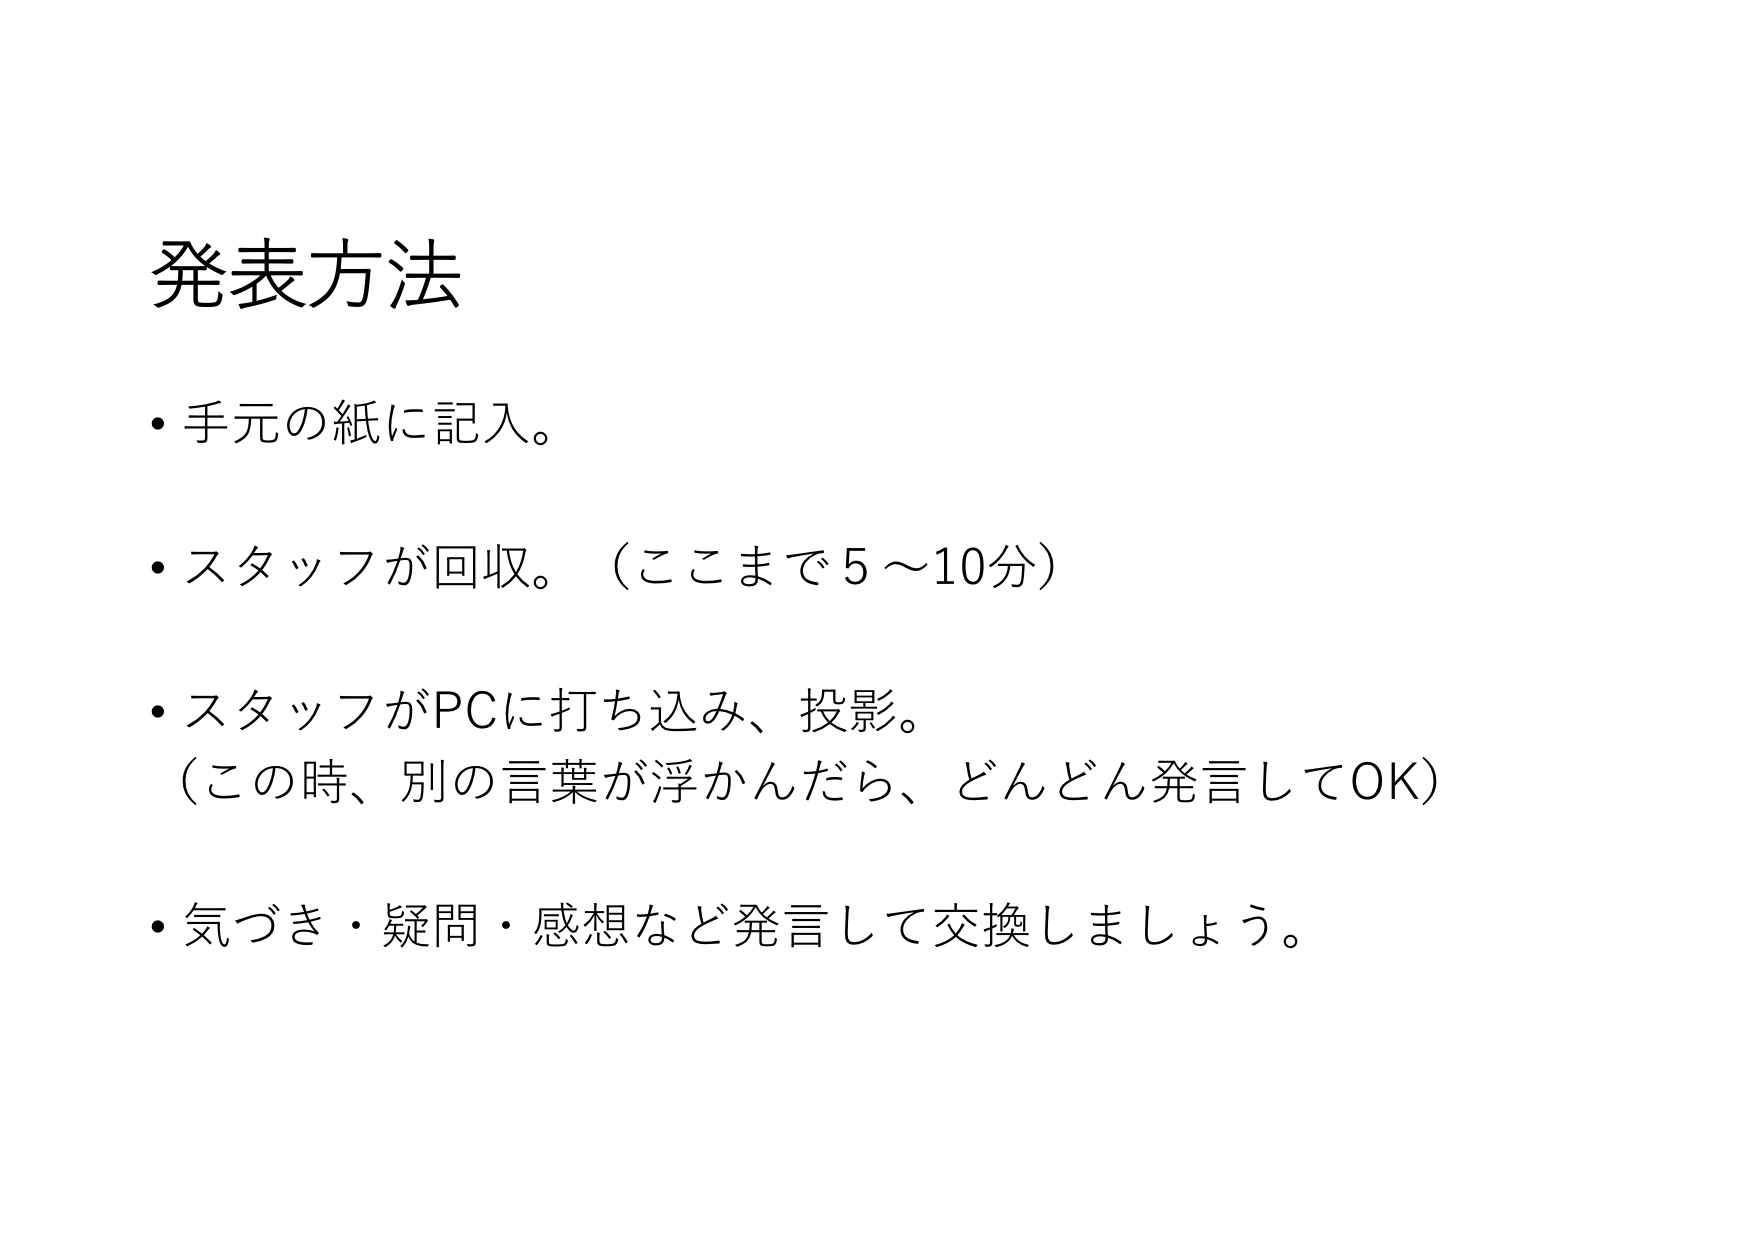 発表方法
• 手元の紙に記入。
• スタッフが回収。（ここまで５〜10分）
• スタッフがPCに打ち込み、投影。
（この時、別の言葉が浮かんだら、どんどん発言してOK）
• 気づき・疑問・感想など発言して交換しましょう。